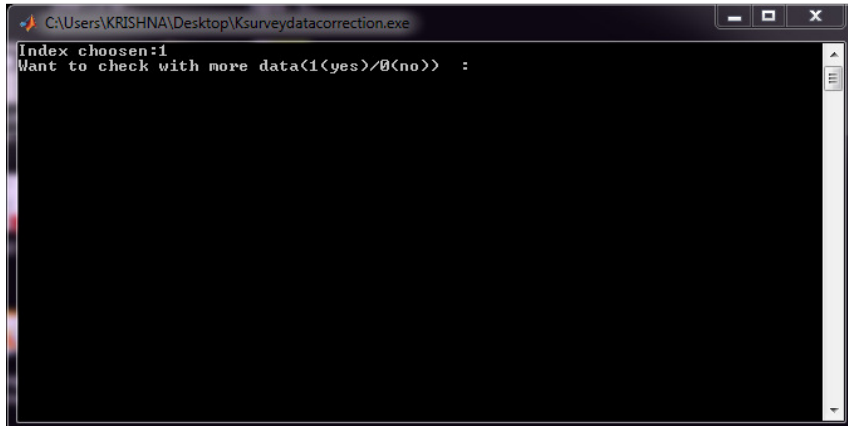 C:\Users\KRISHNA\Desktop\Ksurveydatacorrection.exe
Index choosen:1
Want to check with more data(1(yes)/0(no))  :